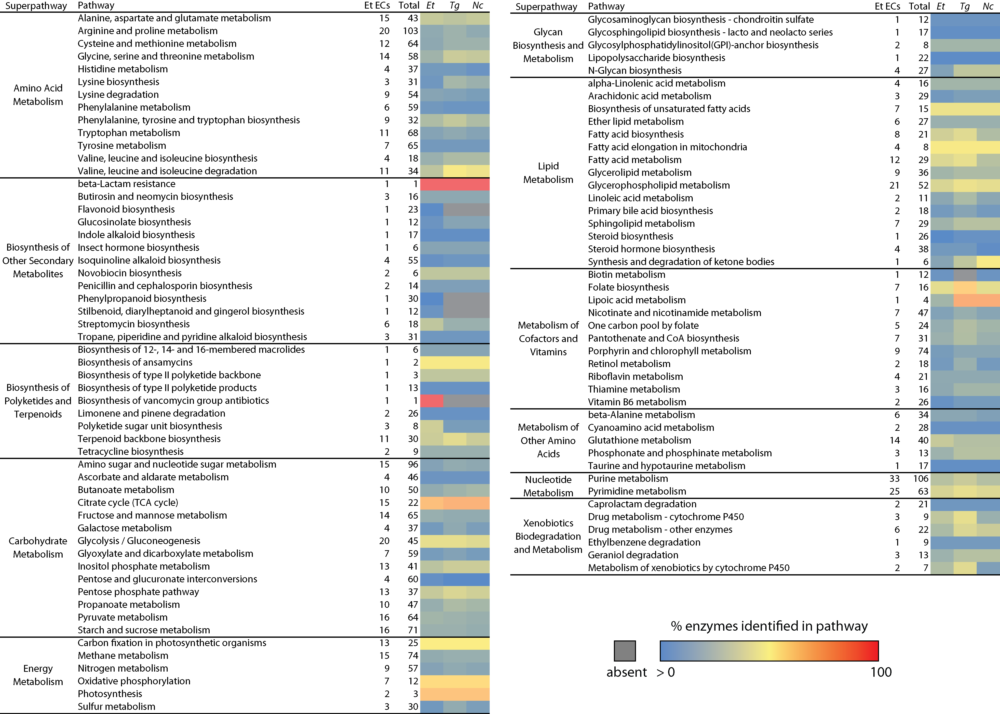 Superpathway Pathway Et ECs Total Et Tg Nc
Amino Acid
Metabolism
Alanine, aspartate and glutamate metabolism 15 43
Arginine and proline metabolism 20 103
Cysteine and methionine metabolism 12 64
Glycine, serine and threonine metabolism 14 58
Histidine metabolism 4 37
Lysine biosynthesis 3 31
Lysine degradation 9 54
Phenylalanine metabolism 6 59
Phenylalanine, tyrosine and tryptophan biosynthesis 9 32
Tryptophan metabolism 11 68
Tyrosine metabolism 7 65
Valine, leucine and isoleucine biosynthesis 4 18
Valine, leucine and isoleucine degradation 11 34
Biosynthesis of
Other Secondary
Metabolites
beta-Lactam resistance 1 1
Butirosin and neomycin biosynthesis 3 16
Flavonoid biosynthesis 1 23
Glucosinolate biosynthesis 1 12
Indole alkaloid biosynthesis 1 17
Insect hormone biosynthesis 1 6
Isoquinoline alkaloid biosynthesis 4 55
Novobiocin biosynthesis 2 6
Penicillin and cephalosporin biosynthesis 2 14
Phenylpropanoid biosynthesis 1 30
Stilbenoid, diarylheptanoid and gingerol biosynthesis 1 12
Streptomycin biosynthesis 6 18
Tropane, piperidine and pyridine alkaloid biosynthesis 3 31
Biosynthesis of
Polyketides and
Terpenoids
Biosynthesis of 12-, 14- and 16-membered macrolides 1 6
Biosynthesis of ansamycins 1 2
Biosynthesis of type II polyketide backbone 1 3
Biosynthesis of type II polyketide products 1 13
Biosynthesis of vancomycin group antibiotics 1 1
Limonene and pinene degradation 2 26
Polyketide sugar unit biosynthesis 3 8
Terpenoid backbone biosynthesis 11 30
Tetracycline biosynthesis 2 9
Carbohydrate
Metabolism
Amino sugar and nucleotide sugar metabolism 15 96
Ascorbate and aldarate metabolism 4 46
Butanoate metabolism 10 50
Citrate cycle (TCA cycle) 15 22
Fructose and mannose metabolism 14 65
Galactose metabolism 4 37
Glycolysis / Gluconeogenesis 20 45
Glyoxylate and dicarboxylate metabolism 7 59
Inositol phosphate metabolism 13 41
Pentose and glucuronate interconversions 4 60
Pentose phosphate pathway 13 37
Propanoate metabolism 10 47
Pyruvate metabolism 16 64
Starch and sucrose metabolism 16 71
Energy
Metabolism
Carbon fixation in photosynthetic organisms 13 25
Methane metabolism 15 74
Nitrogen metabolism 9 57
Oxidative phosphorylation 7 12
Photosynthesis 2 3
Sulfur metabolism 3 30
Superpathway Pathway Et ECs Total Et Tg Nc
Glycan
Biosynthesis and
Metabolism
Glycosaminoglycan biosynthesis - chondroitin sulfate 1 12
Glycosphingolipid biosynthesis - lacto and neolacto series 1 17
Glycosylphosphatidylinositol(GPI)-anchor biosynthesis 2 8
Lipopolysaccharide biosynthesis 1 22
N-Glycan biosynthesis 4 27
Lipid
Metabolism
alpha-Linolenic acid metabolism 4 16
Arachidonic acid metabolism 3 29
Biosynthesis of unsaturated fatty acids 7 15
Ether lipid metabolism 6 27
Fatty acid biosynthesis 8 21
Fatty acid elongation in mitochondria 4 8
Fatty acid metabolism 12 29
Glycerolipid metabolism 9 36
Glycerophospholipid metabolism 21 52
Linoleic acid metabolism 2 11
Primary bile acid biosynthesis 2 18
Sphingolipid metabolism 7 29
Steroid biosynthesis 1 26
Steroid hormone biosynthesis 4 38
Synthesis and degradation of ketone bodies 1 6
Metabolism of
Cofactors and
Vitamins
Biotin metabolism 1 12
Folate biosynthesis 7 16
Lipoic acid metabolism 1 4
Nicotinate and nicotinamide metabolism 7 47
One carbon pool by folate 5 24
Pantothenate and CoA biosynthesis 7 31
Porphyrin and chlorophyll metabolism 9 74
Retinol metabolism 2 18
Riboflavin metabolism 4 21
Thiamine metabolism 3 16
Vitamin B6 metabolism 2 26
Metabolism of
Other Amino
Acids
beta-Alanine metabolism 6 34
Cyanoamino acid metabolism 2 28
Glutathione metabolism 14 40
Phosphonate and phosphinate metabolism 3 13
Taurine and hypotaurine metabolism 1 17
Nucleotide
Metabolism
Purine metabolism 33 106
Pyrimidine metabolism 25 63
Xenobiotics
Biodegradation
and Metabolism
Caprolactam degradation 2 21
Drug metabolism - cytochrome P450 3 9
Drug metabolism - other enzymes 6 22
Ethylbenzene degradation 1 9
Geraniol degradation 3 13
Metabolism of xenobiotics by cytochrome P450 2 7
% enzymes identified in pathway
absent > 0 100